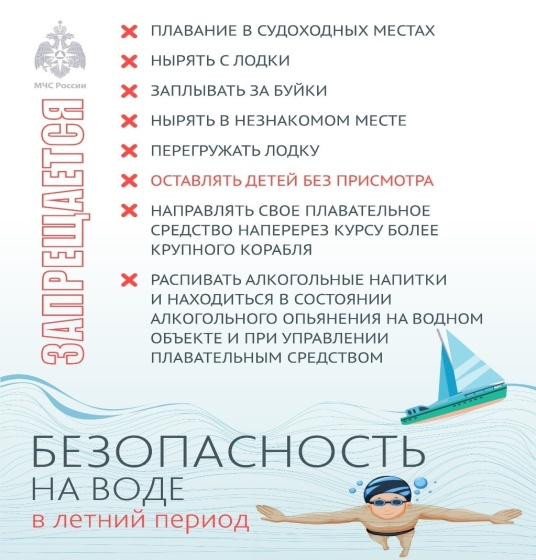 МЧС России
ЗАПРЕЩАЕТСЯ
ПЛАВАНИЕ В СУДОХОДНЫХ МЕСТАХ
НЫРЯТЬ С ЛОДКИ
ЗАПЛЫВАТЬ ЗА БУЙКИ
НЫРЯТЬ В НЕЗНАКОМОМ МЕСТЕ
ПЕРЕГРУЖАТЬ ЛОДКУ
ОСТАВЛЯТЬ ДЕТЕЙ БЕЗ ПРИСМОТРА
НАПРАВЛЯТЬ СВОЕ ПЛАВАТЕЛЬНОЕ
СРЕДСТВО НАПЕРЕРЕЗ КУРСУ БОЛЕЕ
КРУПНОГО КОРАБЛЯ
РАСПИВАТЬ АЛКОГОЛЬНЫЕ НАПИТКИ
И НАХОДИТЬСЯ В СОСТОЯНИИ
АЛКОГОЛЬНОГО ОПЬЯНЕНИЯ НА ВОДНОМ
ОБЪЕКТЕ И ПРИ УПРАВЛЕНИИ
ПЛАВАТЕЛЬНЫМ СРЕДСТВОМ
БЕЗОПАСНОСТЬ
НА ВОДЕ
в летний период